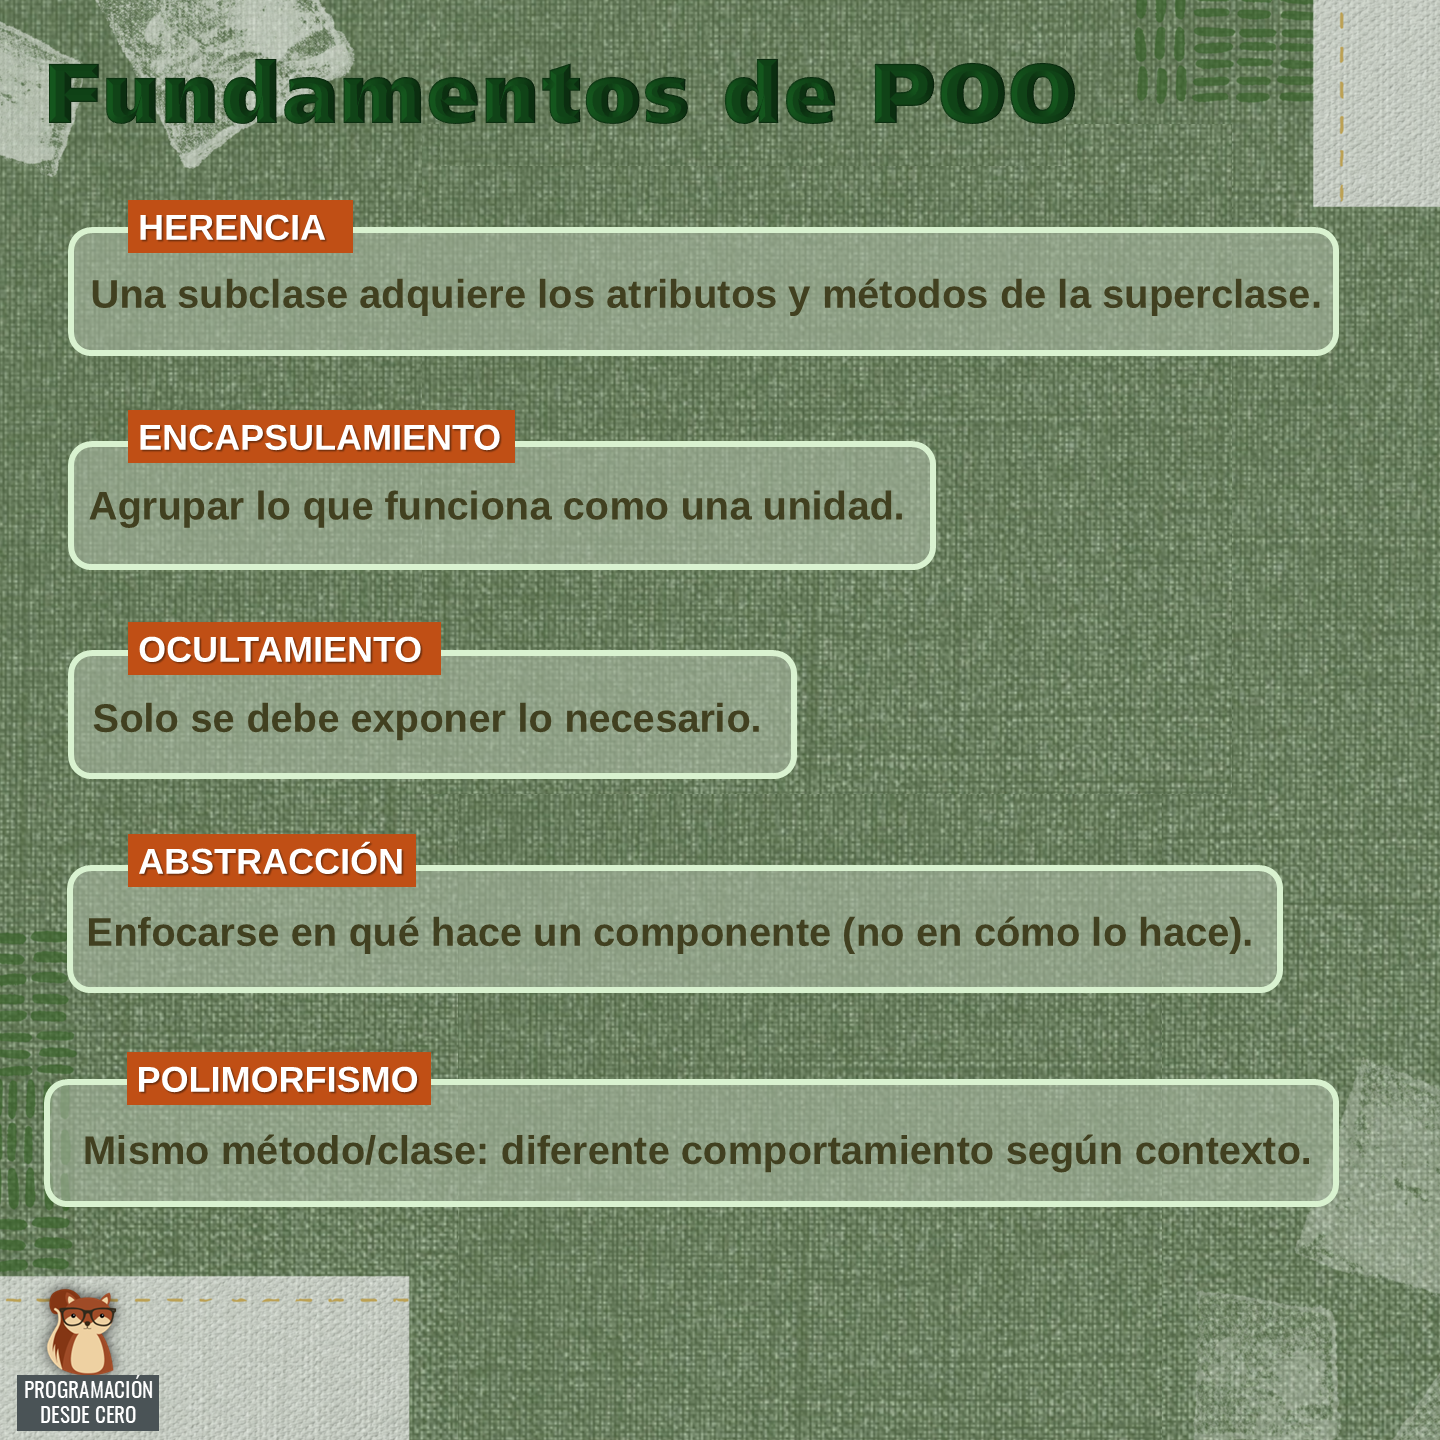 Fundamentos de POO
HERENCIA
Una subclase adquiere los atributos y métodos de la superclase.
ENCAPSULAMIENTO
Agrupar lo que funciona como una unidad.
OCULTAMIENTO
Solo se debe exponer lo necesario.
ABSTRACCIÓN
Enfocarse en qué hace un componente (no en cómo lo hace).
POLIMORFISMO
Mismo método/clase: diferente comportamiento según contexto.
PROGRAMACIÓN
DESDE CERO